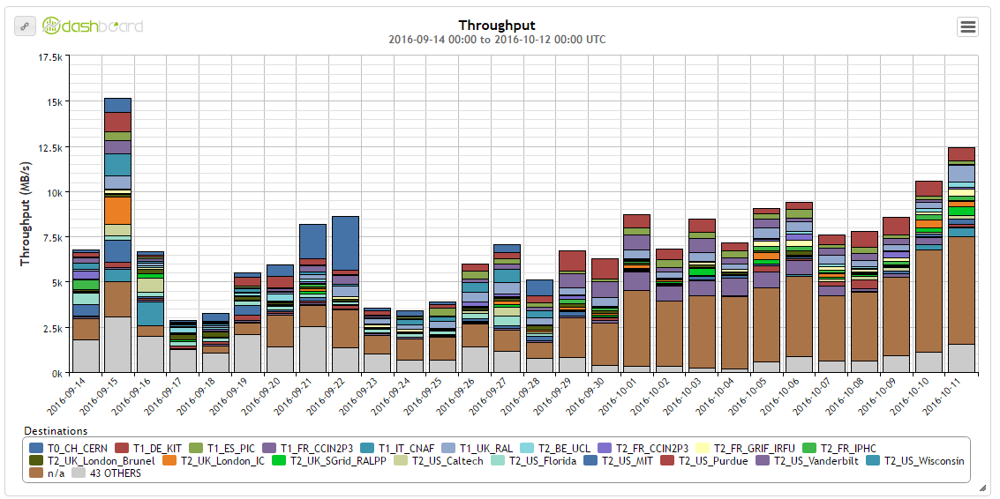 dashboard
Throughput
2016-09-14 00:00 to 2016-10-12 00:00 UTC
Throughput (MB/s)
17.5k
15k
12.5k
10k
7.5k
5k
2.5k
0k
2016-09-14
2016-09-15
2016-09-16
2016-09-17
2016-09-18
2016-09-19
2016-09-20
2016-09-21
2016-09-22
2016-09-23
2016-09-24
2016-09-25
2016-09-26
2016-09-27
2016-09-28
2016-09-29
2016-09-30
2016-10-01
2016-10-02
2016-10-03
2016-10-04
2016-10-05
2016-10-06
2016-10-07
2016-10-08
2016-10-09
2016-10-10
2016-10-11
Destinations
T0_CH_CERN T1_DE_KIT T1_ES_PIC T1_FR_CCIN2P3 T1_IT_CNAF T1_UK_RAL T2_BE_UCL T2_FR_CCIN2P3 T2_FR_GRIF_IRFU T2_FR_IPHC
T2_UK_London_Brunel T2_UK_London_IC T2_UK_SGrid_RALPP T2_US_Caltech T2_US_Florida T2_US_MIT T2_US_Purdue T2_US_Vanderbilt T2_US_Wisconsin
n/a 43 OTHERS